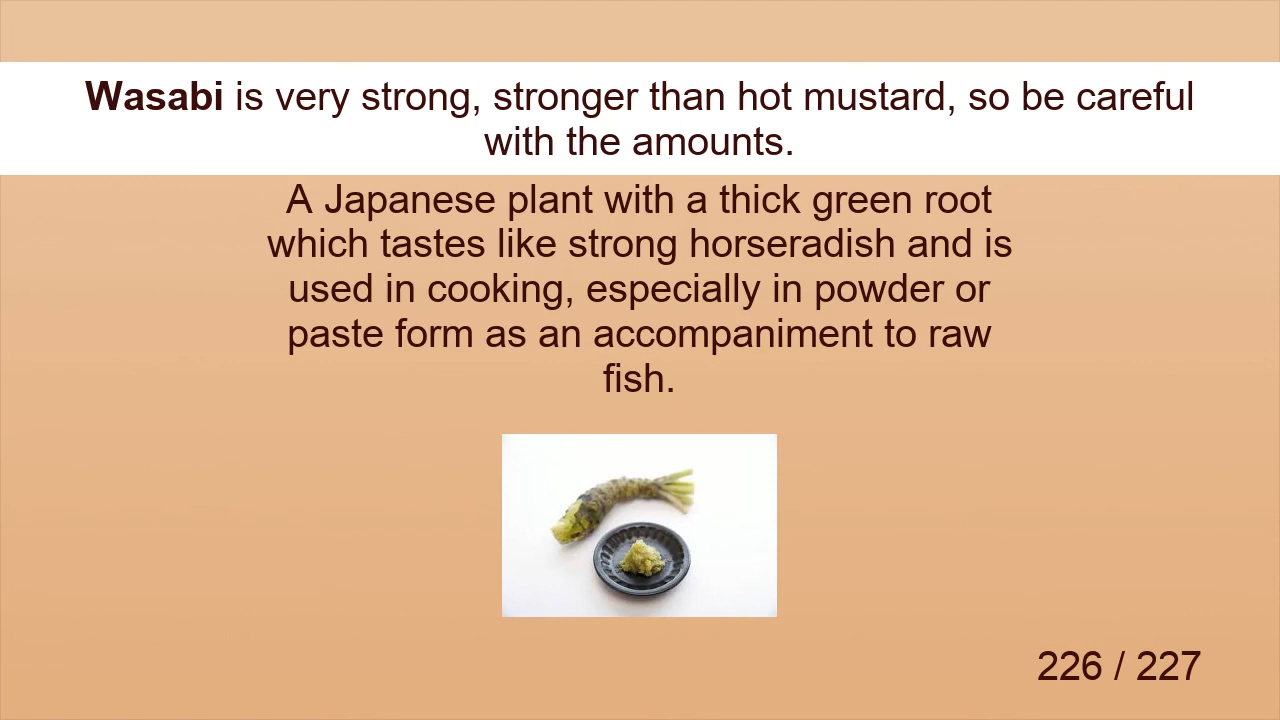 Wasabi is very strong, stronger than hot mustard, so be careful
with the amounts.
A Japanese plant with a thick green root
which tastes like strong horseradish and is
used in cooking, especially in powder or
paste form as an accompaniment to raw
fish.
226 / 227